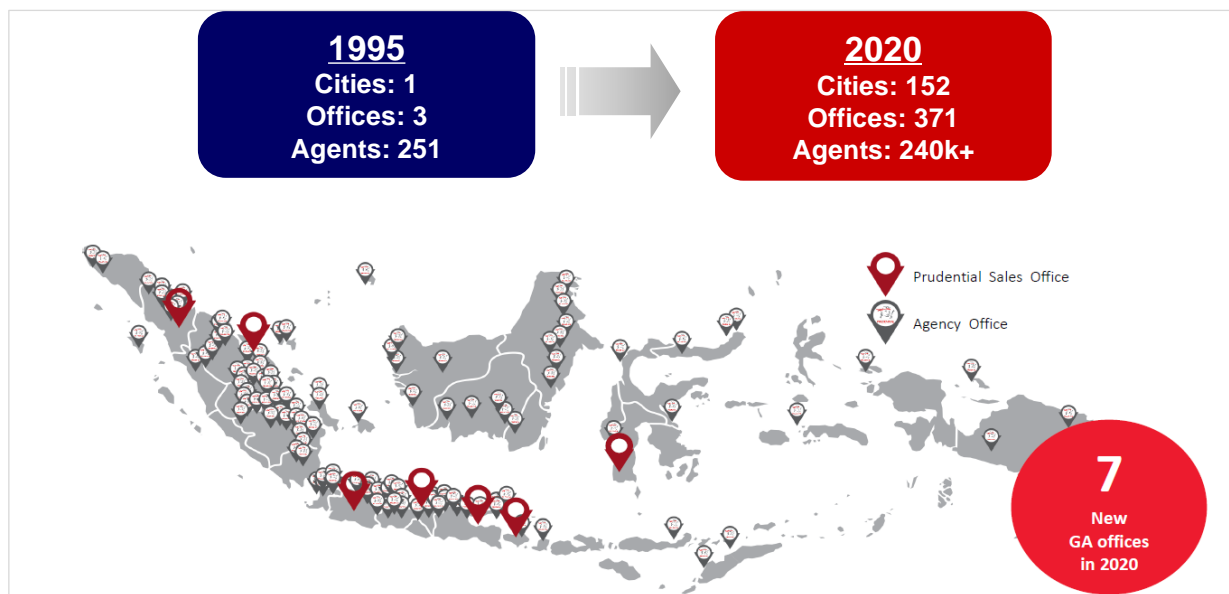 1995
Cities: 1
Offices: 3
Agents: 251
2020
Cities: 152
Offices: 371
Agents: 240k+
Prudential Sales Office
Agency Office
7
New
GA offices
in 2020